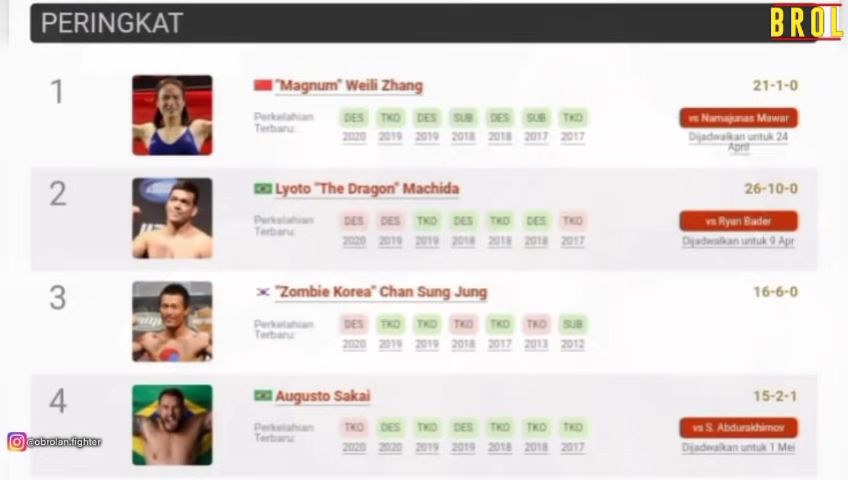 PERINGKAT
BROL
1
"Magnum" Weili Zhang
21-1-0
Perkelahian
Terbaru:
DES TKO DES SUB DES SUB TKO
2020 2019 2019 2018 2018 2017 2017
vs Namajunas Mawar
Dijadwalkan untuk 24
April
2
Lyoto "The Dragon" Machida
26-10-0
Perkelahian
Terbaru:
DES DES TKO DES TKO DES TKO
2020 2019 2019 2018 2018 2018 2017
vs Ryan Bader
Dijadwalkan untuk 9 Apr
3
"Zombie Korea" Chan Sung Jung
16-6-0
Perkelahian
Terbaru:
DES TKO TKO TKO TKO TKO SUB
2020 2019 2019 2018 2017 2013 2012
4
Augusto Sakai
15-2-1
Perkelahian
Terbaru:
TKO DES TKO DES TKO TKO TKO
2020 2020 2019 2019 2018 2018 2017
vs S. Abdurakhimov
Dijadwalkan untuk 1 Mei
@obrolan.fighter